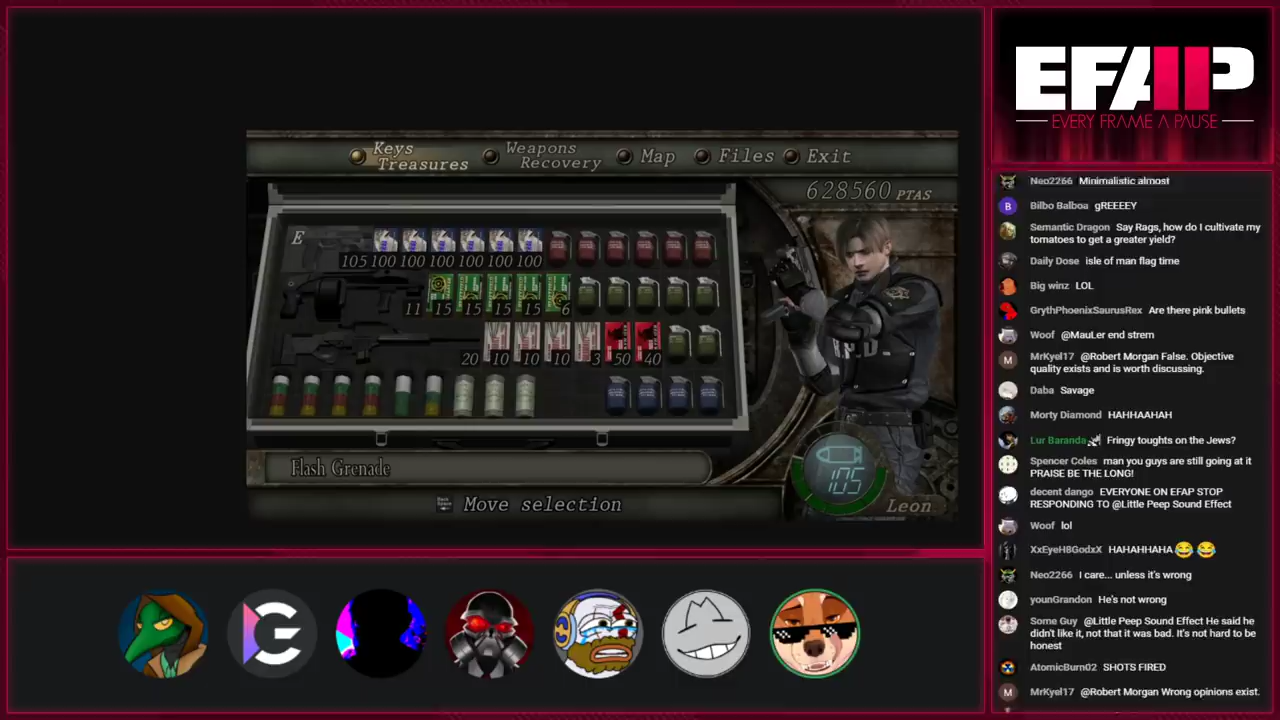 Keys
Treasures
Weapons
Recovery
Map
Files
Exit
628560 PTAS
E
105 100 100 100 100 100 100
11 15 15 15 15 6
20 10 10 10 3 50 40
Flash Grenade
Move selection
105
Leon
EFAP
EVERY FRAME A PAUSE
Neo2266 Minimalistic almost
B Bilbo Balboa gREEEEY
Semantic Dragon Say Rags, how do I cultivate my
tomatoes to get a greater yield?
Daily Dose isle of man flag time
Big winz LOL
GrythPhoenixSaurusRex Are there pink bullets
Woof @MauLer end strem
M MrKyel17 @Robert Morgan False. Objective
quality exists and is worth discussing.
Daba Savage
Morty Diamond HAHHAAHAH
Lur Baranda Fringy toughts on the Jews?
Spencer Coles man you guys are still going at it
PRAISE BE THE LONG!
decent dango EVERYONE ON EFAP STOP
RESPONDING TO @Little Peep Sound Effect
Woof lol
XxEyeH8GodxX HAHAHHAHA 😂 😂
Neo2266 I care... unless it's wrong
younGrandon He's not wrong
Some Guy @Little Peep Sound Effect He said he
didn't like it, not that it was bad. It's not hard to be
honest
AtomicBurn02 SHOTS FIRED
M MrKyel17 @Robert Morgan Wrong opinions exist.